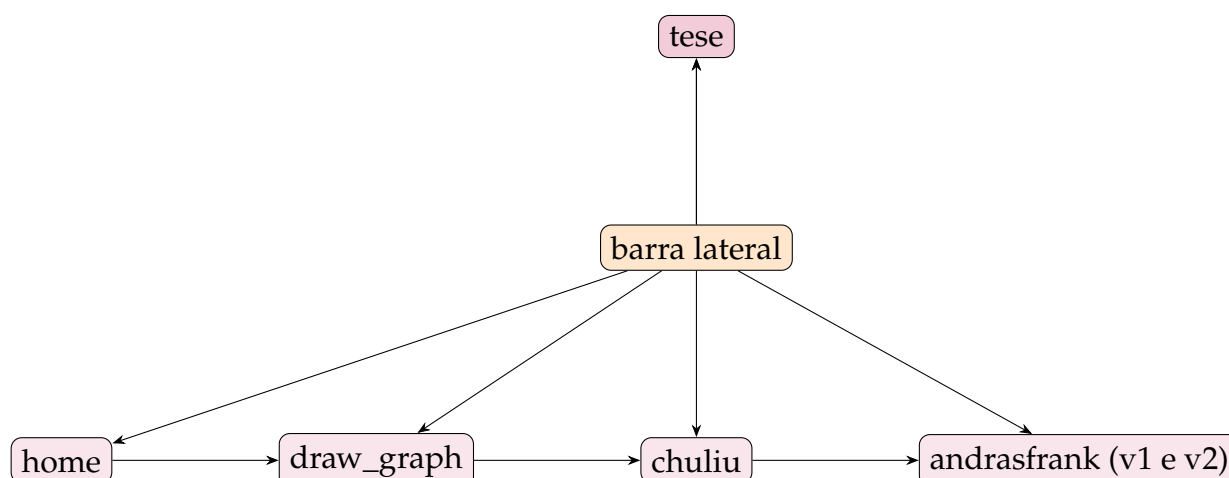 tese
barra lateral
home
draw_graph
chuliu
andrasfrank (v1 e v2)